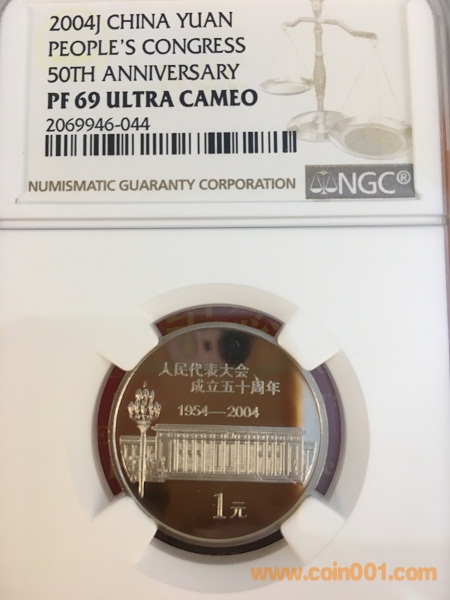 2004J CHINA YUAN
PEOPLE'S CONGRESS
50TH ANNIVERSARY
PF 69 ULTRA CAMEO
2069946-044
NUMISMATIC GUARANTY CORPORATION
NGC®
人民代表大会
成立五十周年
1954—2004
1元
www.coin001.com